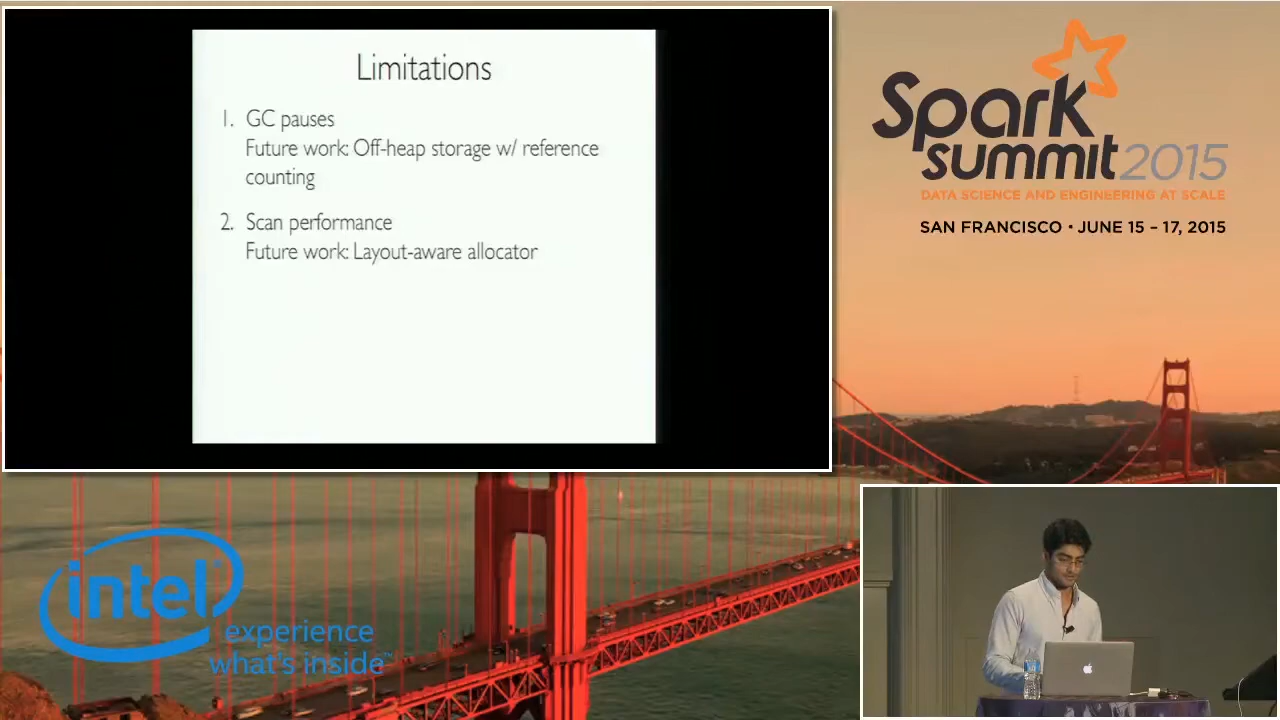 Limitations
1. GC pauses
Future work: Off-heap storage w/ reference
counting
2. Scan performance
Future work: Layout-aware allocator
Spark
summit 2015
DATA SCIENCE AND ENGINEERING AT SCALE
SAN FRANCISCO • JUNE 15 – 17, 2015
intel®
experience
what's inside™